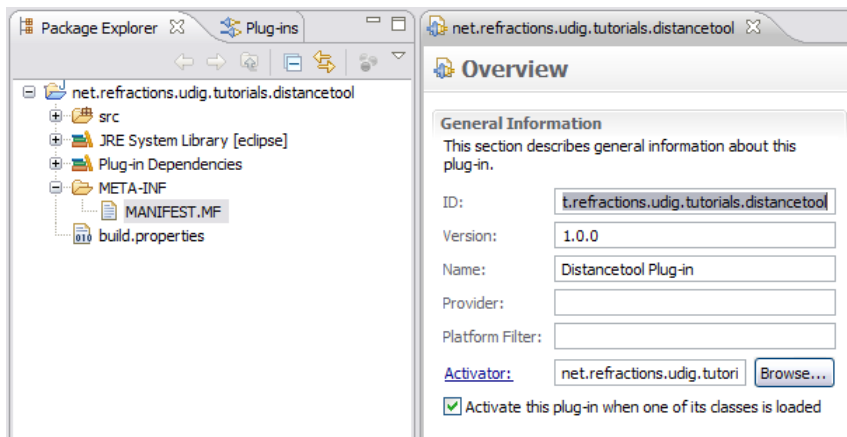 Package Explorer
Plug-ins
net.refractions.udig.tutorials.distancetool
src
JRE System Library [eclipse]
Plug-in Dependencies
META-INF
MANIFEST.MF
010
build.properties
net.refractions.udig.tutorials.distancetool
Overview
General Information
This section describes general information about this
plug-in.
ID: t.refractions.udig.tutorials.distancetool
Version: 1.0.0
Name: Distancetool Plug-in
Provider:
Platform Filter:
Activator: net.refractions.udig.tutori Browse...
Activate this plug-in when one of its classes is loaded